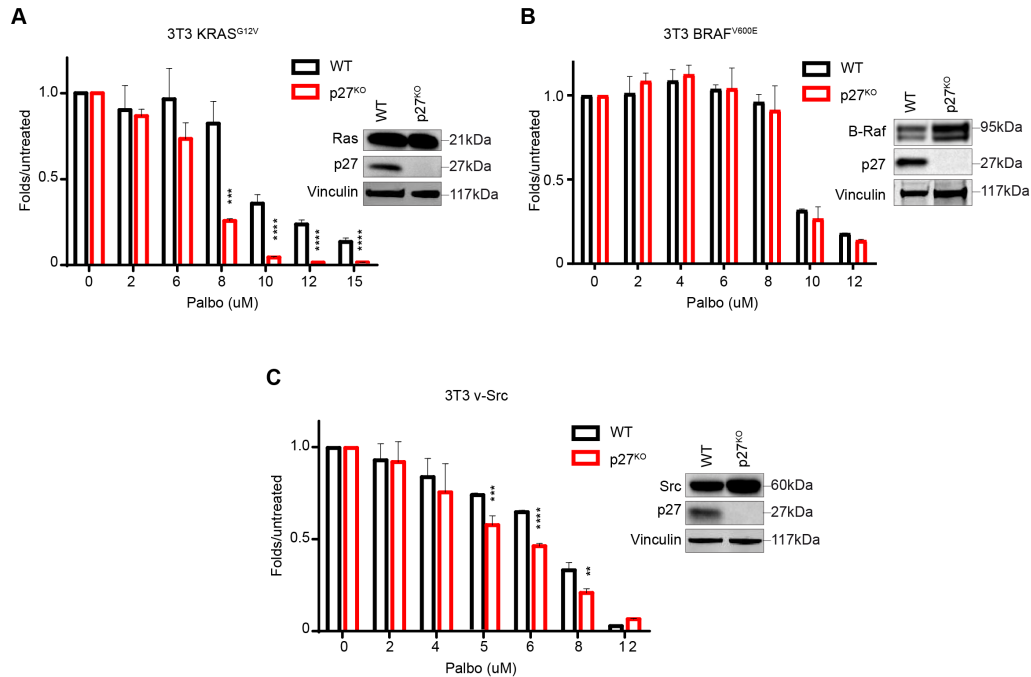 A
3T3 KRASG12V
WT
p27KO
1.0
0.5
0
Folds/untreated
***
****
****
****
0 2 6 8 10 12 15
Palbo (uM)
WT
p27KO
Ras 21kDa
p27 27kDa
Vinculin 117kDa
B
3T3 BRAFV600E
WT
p27KO
1.0
0.5
0
Folds/untreated
0 2 4 6 8 10 12
Palbo (uM)
WT
p27KO
B-Raf 95kDa
p27 27kDa
Vinculin 117kDa
C
3T3 v-Src
WT
p27KO
1.0
0.5
0
Folds/untreated
***
****
**
0 2 4 5 6 8 12
Palbo (uM)
WT
p27KO
Src 60kDa
p27 27kDa
Vinculin 117kDa